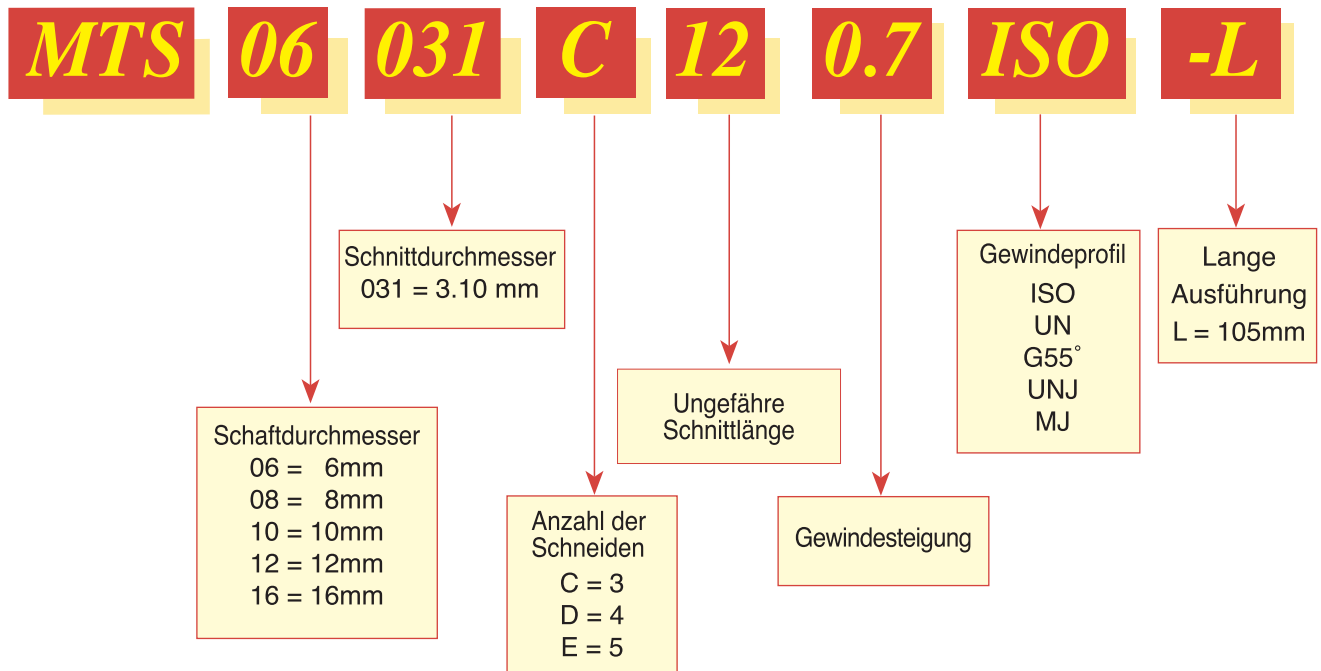 MTS 06 031 C 12 0.7 ISO -L
Schnittdurchmesser
031 = 3.10 mm
Gewindeprofil
ISO
UN
G55°
UNJ
MJ
Lange
Ausführung
L = 105mm
Ungefähre
Schnittlänge
Schaftdurchmesser
06 = 6mm
08 = 8mm
10 = 10mm
12 = 12mm
16 = 16mm
Anzahl der
Schneiden
C = 3
D = 4
E = 5
Gewindesteigung